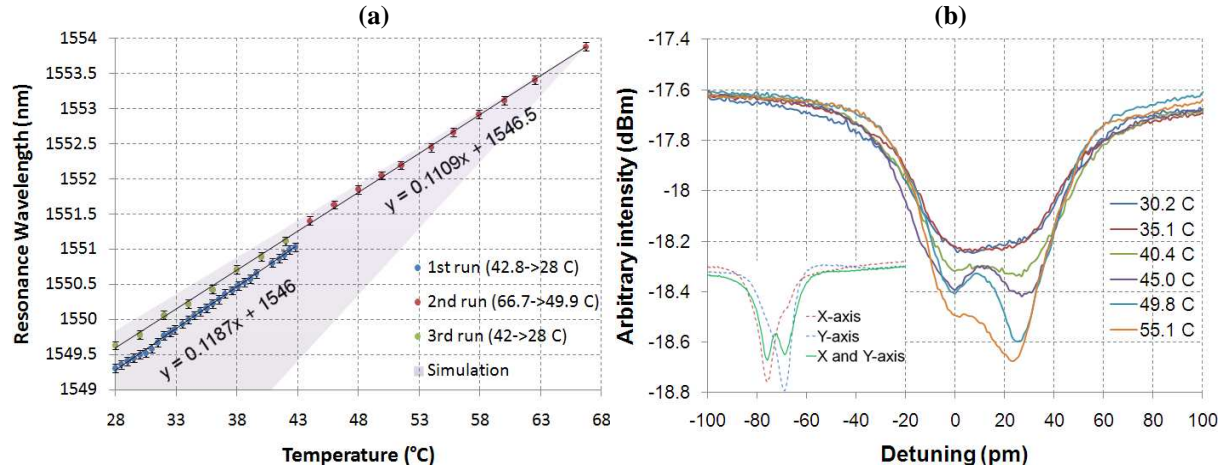 (a)
1554
1553.5
1553
1552.5
1552
1551.5
1551
1550.5
1550
1549.5
1549
Resonance Wavelength (nm)
28 33 38 43 48 53 58 63 68
Temperature (°C)
y = 0.1109x + 1546.5
y = 0.1187x + 1546
1st run (42.8->28 C)
2nd run (66.7->49.9 C)
3rd run (42->28 C)
Simulation
(b)
-17.4
-17.6
-17.8
-18
-18.2
-18.4
-18.6
-18.8
Arbitrary intensity (dBm)
-100 -80 -60 -40 -20 0 20 40 60 80 100
Detuning (pm)
30.2 C
35.1 C
40.4 C
45.0 C
49.8 C
55.1 C
X-axis
Y-axis
X and Y-axis